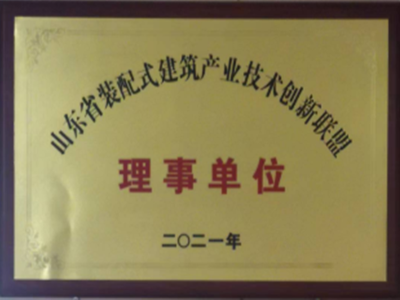 山东省装配式建筑产业技术创新联盟
理事单位
二〇二一年